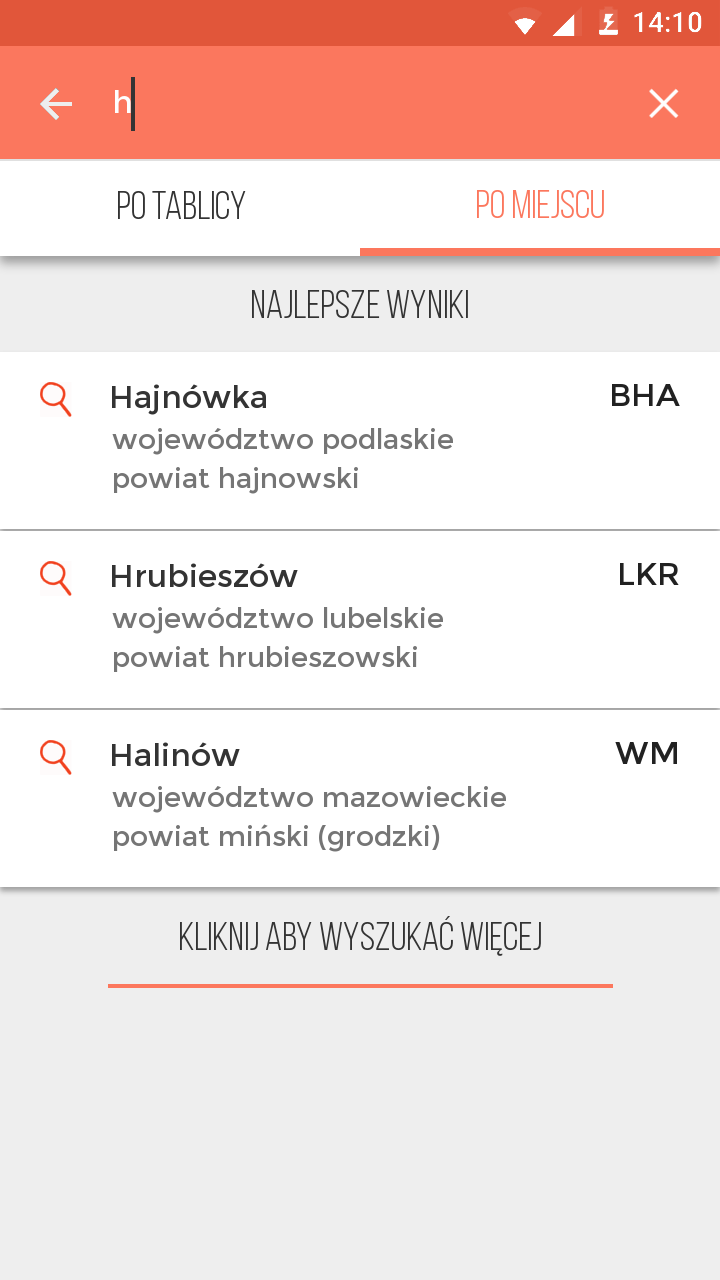 14:10
h
PO TABLICY
PO MIEJSCU
NAJLEPSZE WYNIKI
Hajnówka
BHA
województwo podlaskie
powiat hajnowski
Hrubieszów
LKR
województwo lubelskie
powiat hrubieszowski
Halinów
WM
województwo mazowieckie
powiat miński (grodzki)
KLIKNIJ ABY WYSZUKAĆ WIĘCEJ